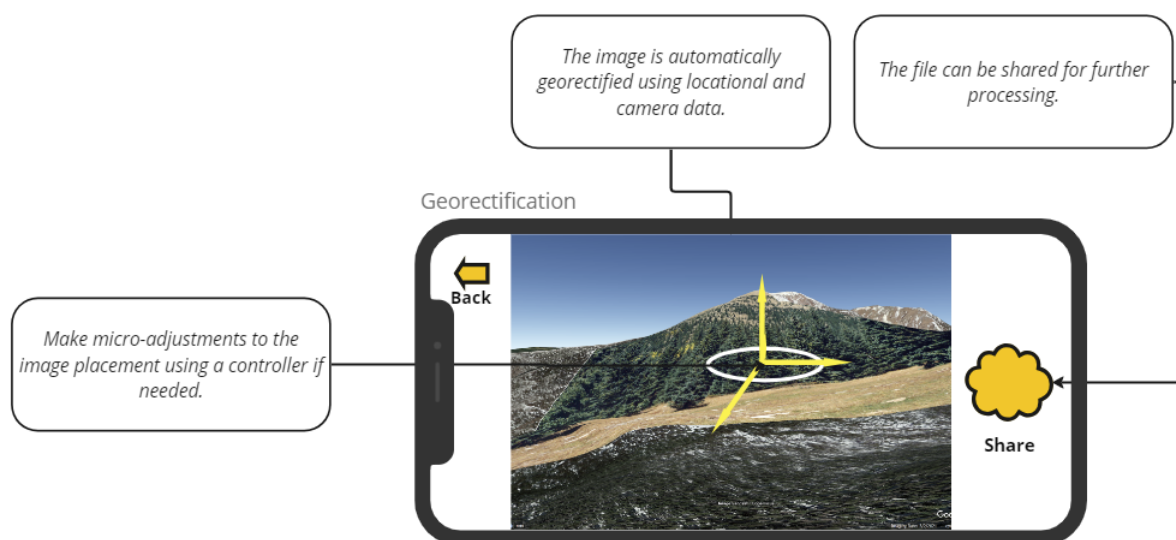 The image is automatically
georectified using locational and
camera data.
The file can be shared for further
processing.
Georectification
Back
Make micro-adjustments to the
image placement using a controller if
needed.
Share
Goo